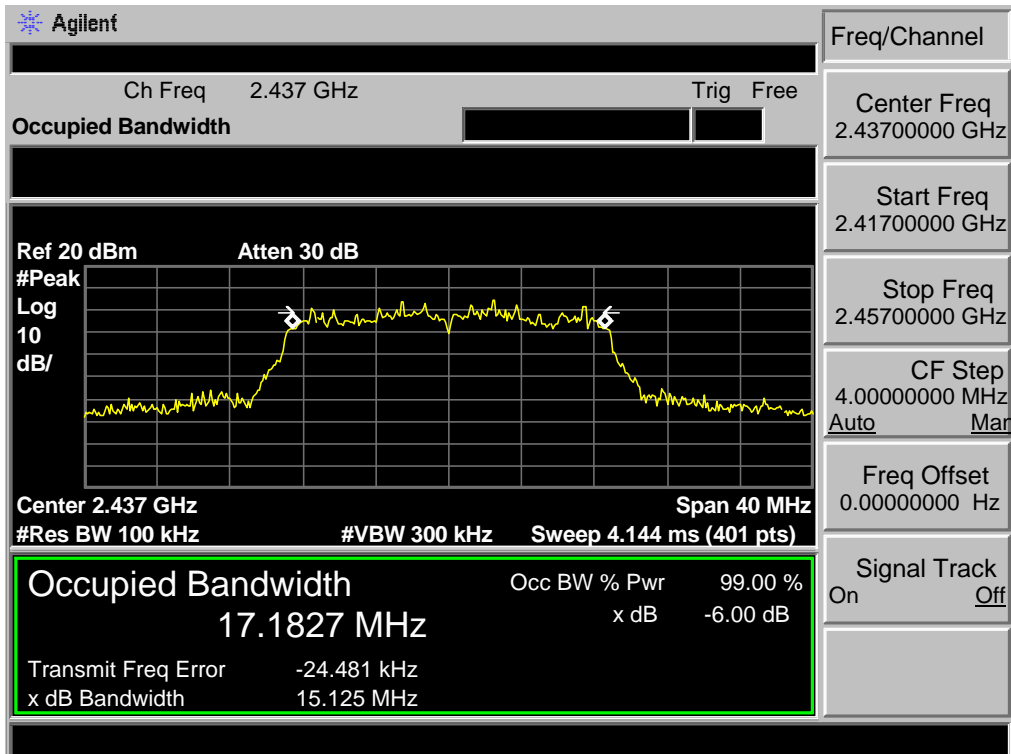 Agilent
Freq/Channel
Ch Freq 2.437 GHz Trig Free
Occupied Bandwidth
Center Freq
2.43700000 GHz
Start Freq
2.41700000 GHz
Stop Freq
2.45700000 GHz
CF Step
4.00000000 MHz
Auto Man
Freq Offset
0.00000000 Hz
Signal Track
On Off
Ref 20 dBm Atten 30 dB
#Peak
Log
10
dB/
Center 2.437 GHz Span 40 MHz
#Res BW 100 kHz #VBW 300 kHz Sweep 4.144 ms (401 pts)
Occupied Bandwidth
17.1827 MHz
Occ BW % Pwr 99.00 %
x dB -6.00 dB
Transmit Freq Error -24.481 kHz
x dB Bandwidth 15.125 MHz